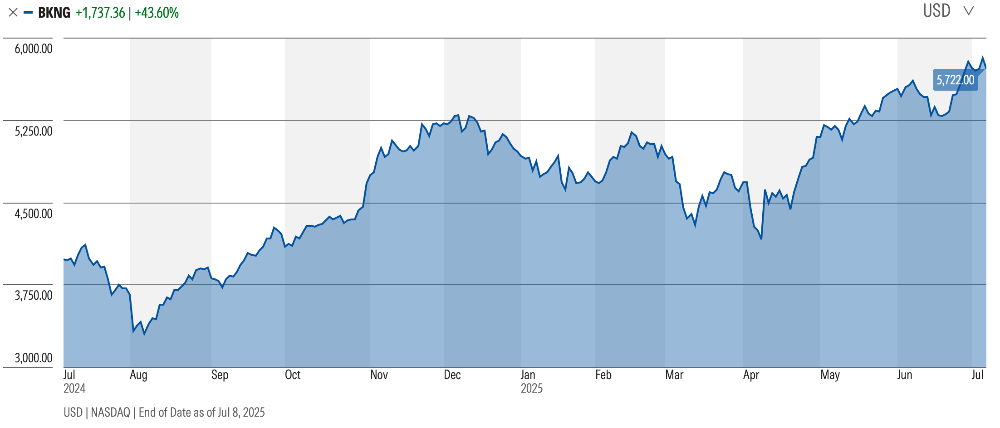 BKNG +1,737.36 | +43.60%
USD
6,000.00
5,250.00
4,500.00
3,750.00
3,000.00
5,722.00
Jul Aug Sep Oct Nov Dec Jan Feb Mar Apr May Jun Jul
2024 2025
USD | NASDAQ | End of Date as of Jul 8, 2025